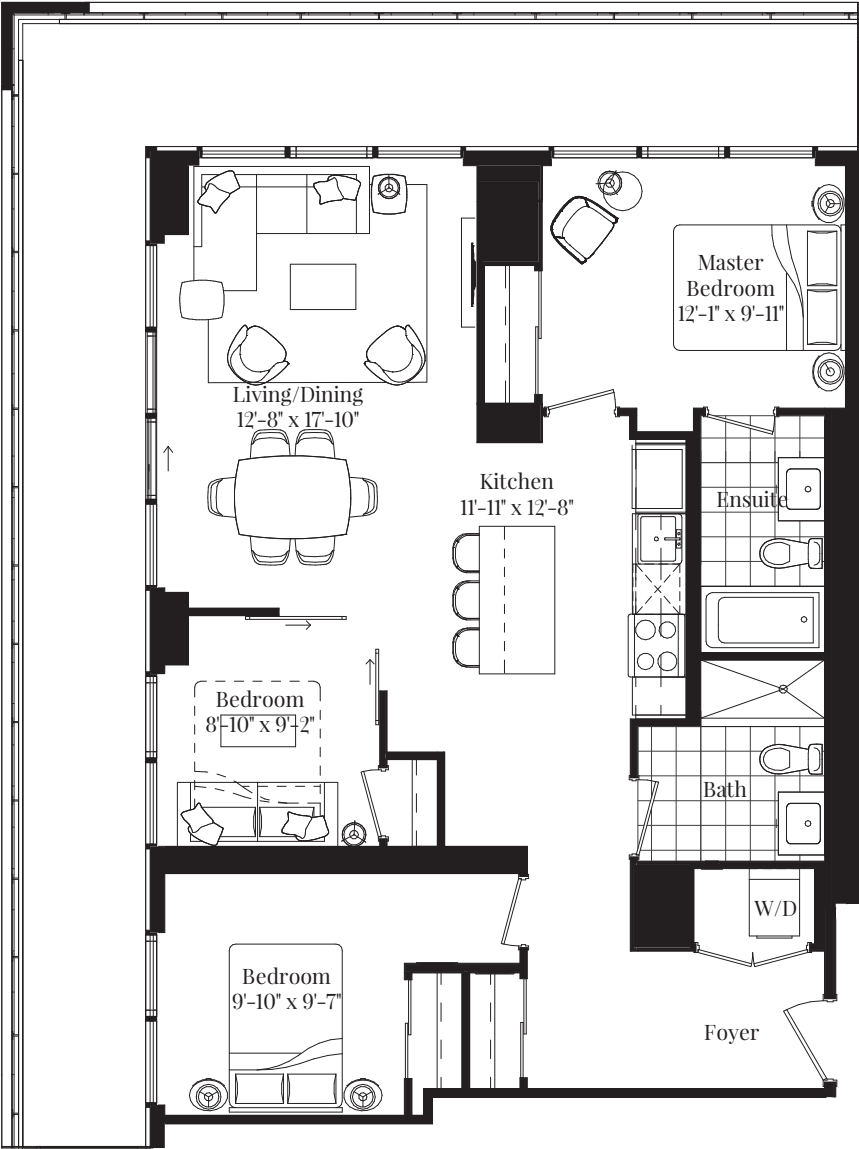 Master
Bedroom
12'-1" x 9'-11"
Living/Dining
12'-8" x 17'-10"
Kitchen
11'-11" x 12'-8"
Ensuite
Bedroom
8'-10" x 9'-2"
Bath
W/D
Bedroom
9'-10" x 9'-7"
Foyer